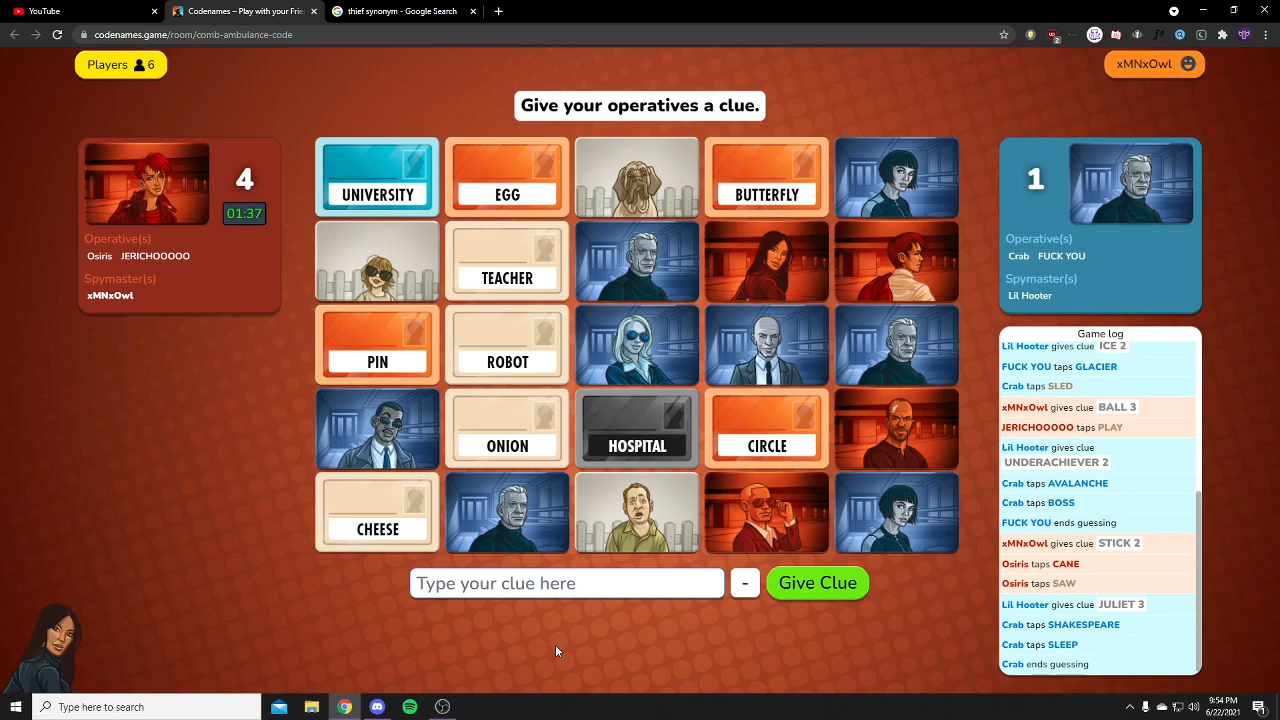 YouTube
Codenames – Play with your Frie
theif synonym - Google Search
codenames.game/room/comb-ambulance-code
2
Players 6
xMNxOwl
Give your operatives a clue.
4
01:37
Operative(s)
Osiris JERICHOOOOO
Spymaster(s)
xMNxOwl
UNIVERSITY
EGG
BUTTERFLY
TEACHER
PIN
ROBOT
ONION
HOSPITAL
CIRCLE
CHEESE
1
Operative(s)
Crab FUCK YOU
Spymaster(s)
Lil Hooter
Game log
Lil Hooter gives clue ICE 2
FUCK YOU taps GLACIER
Crab taps SLED
xMNxOwl gives clue BALL 3
JERICHOOOOO taps PLAY
Lil Hooter gives clue
UNDERACHIEVER 2
Crab taps AVALANCHE
Crab taps BOSS
FUCK YOU ends guessing
xMNxOwl gives clue STICK 2
Osiris taps CANE
Osiris taps SAW
Lil Hooter gives clue JULIET 3
Crab taps SHAKESPEARE
Crab taps SLEEP
Crab ends guessing
Type your clue here
-
Give Clue
Type here to search
9:54 PM
6/22/2021